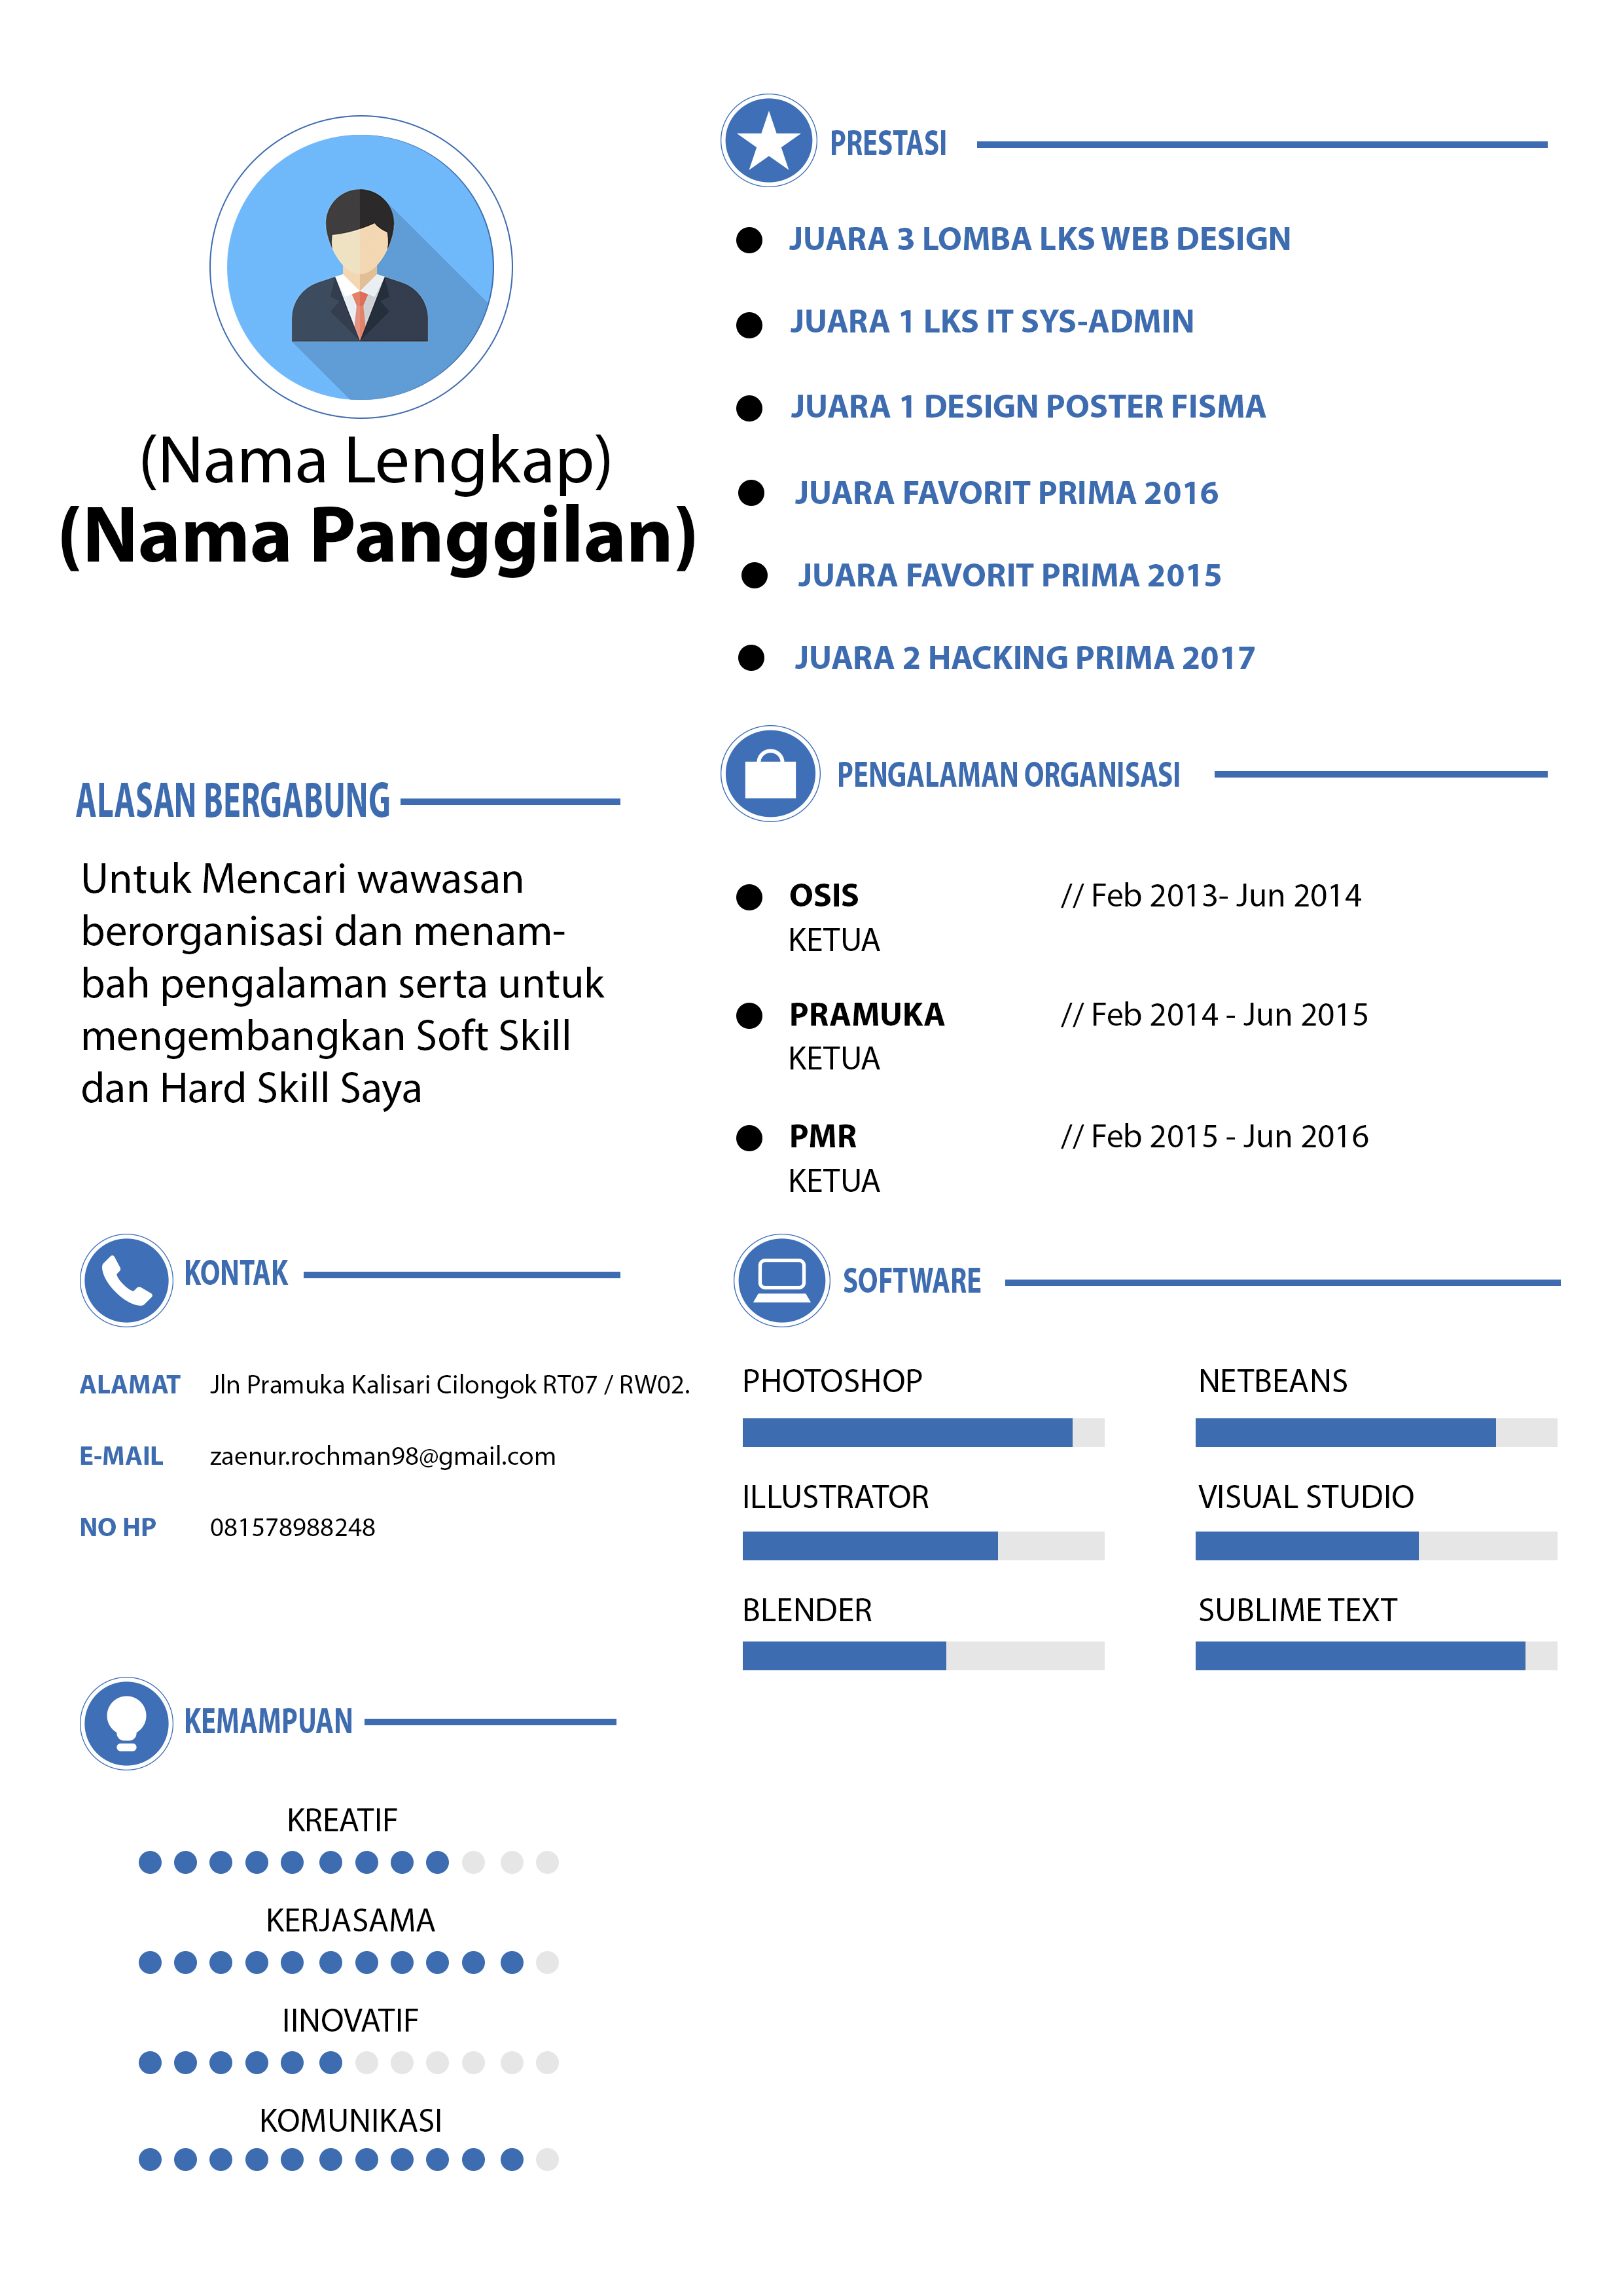 (Nama Lengkap)
(Nama Panggilan)
ALASAN BERGABUNG
Untuk Mencari wawasan
berorganisasi dan menam-
bah pengalaman serta untuk
mengembangkan Soft Skill
dan Hard Skill Saya
KONTAK
ALAMAT Jln Pramuka Kalisari Cilongok RT07 / RW02.
E-MAIL zaenur.rochman98@gmail.com
NO HP 081578988248
KEMAMPUAN
KREATIF
KERJASAMA
IINOVATIF
KOMUNIKASI
PRESTASI
JUARA 3 LOMBA LKS WEB DESIGN
JUARA 1 LKS IT SYS-ADMIN
JUARA 1 DESIGN POSTER FISMA
JUARA FAVORIT PRIMA 2016
JUARA FAVORIT PRIMA 2015
JUARA 2 HACKING PRIMA 2017
PENGALAMAN ORGANISASI
OSIS // Feb 2013- Jun 2014
KETUA
PRAMUKA // Feb 2014 - Jun 2015
KETUA
PMR // Feb 2015 - Jun 2016
KETUA
SOFTWARE
PHOTOSHOP NETBEANS
ILLUSTRATOR VISUAL STUDIO
BLENDER SUBLIME TEXT